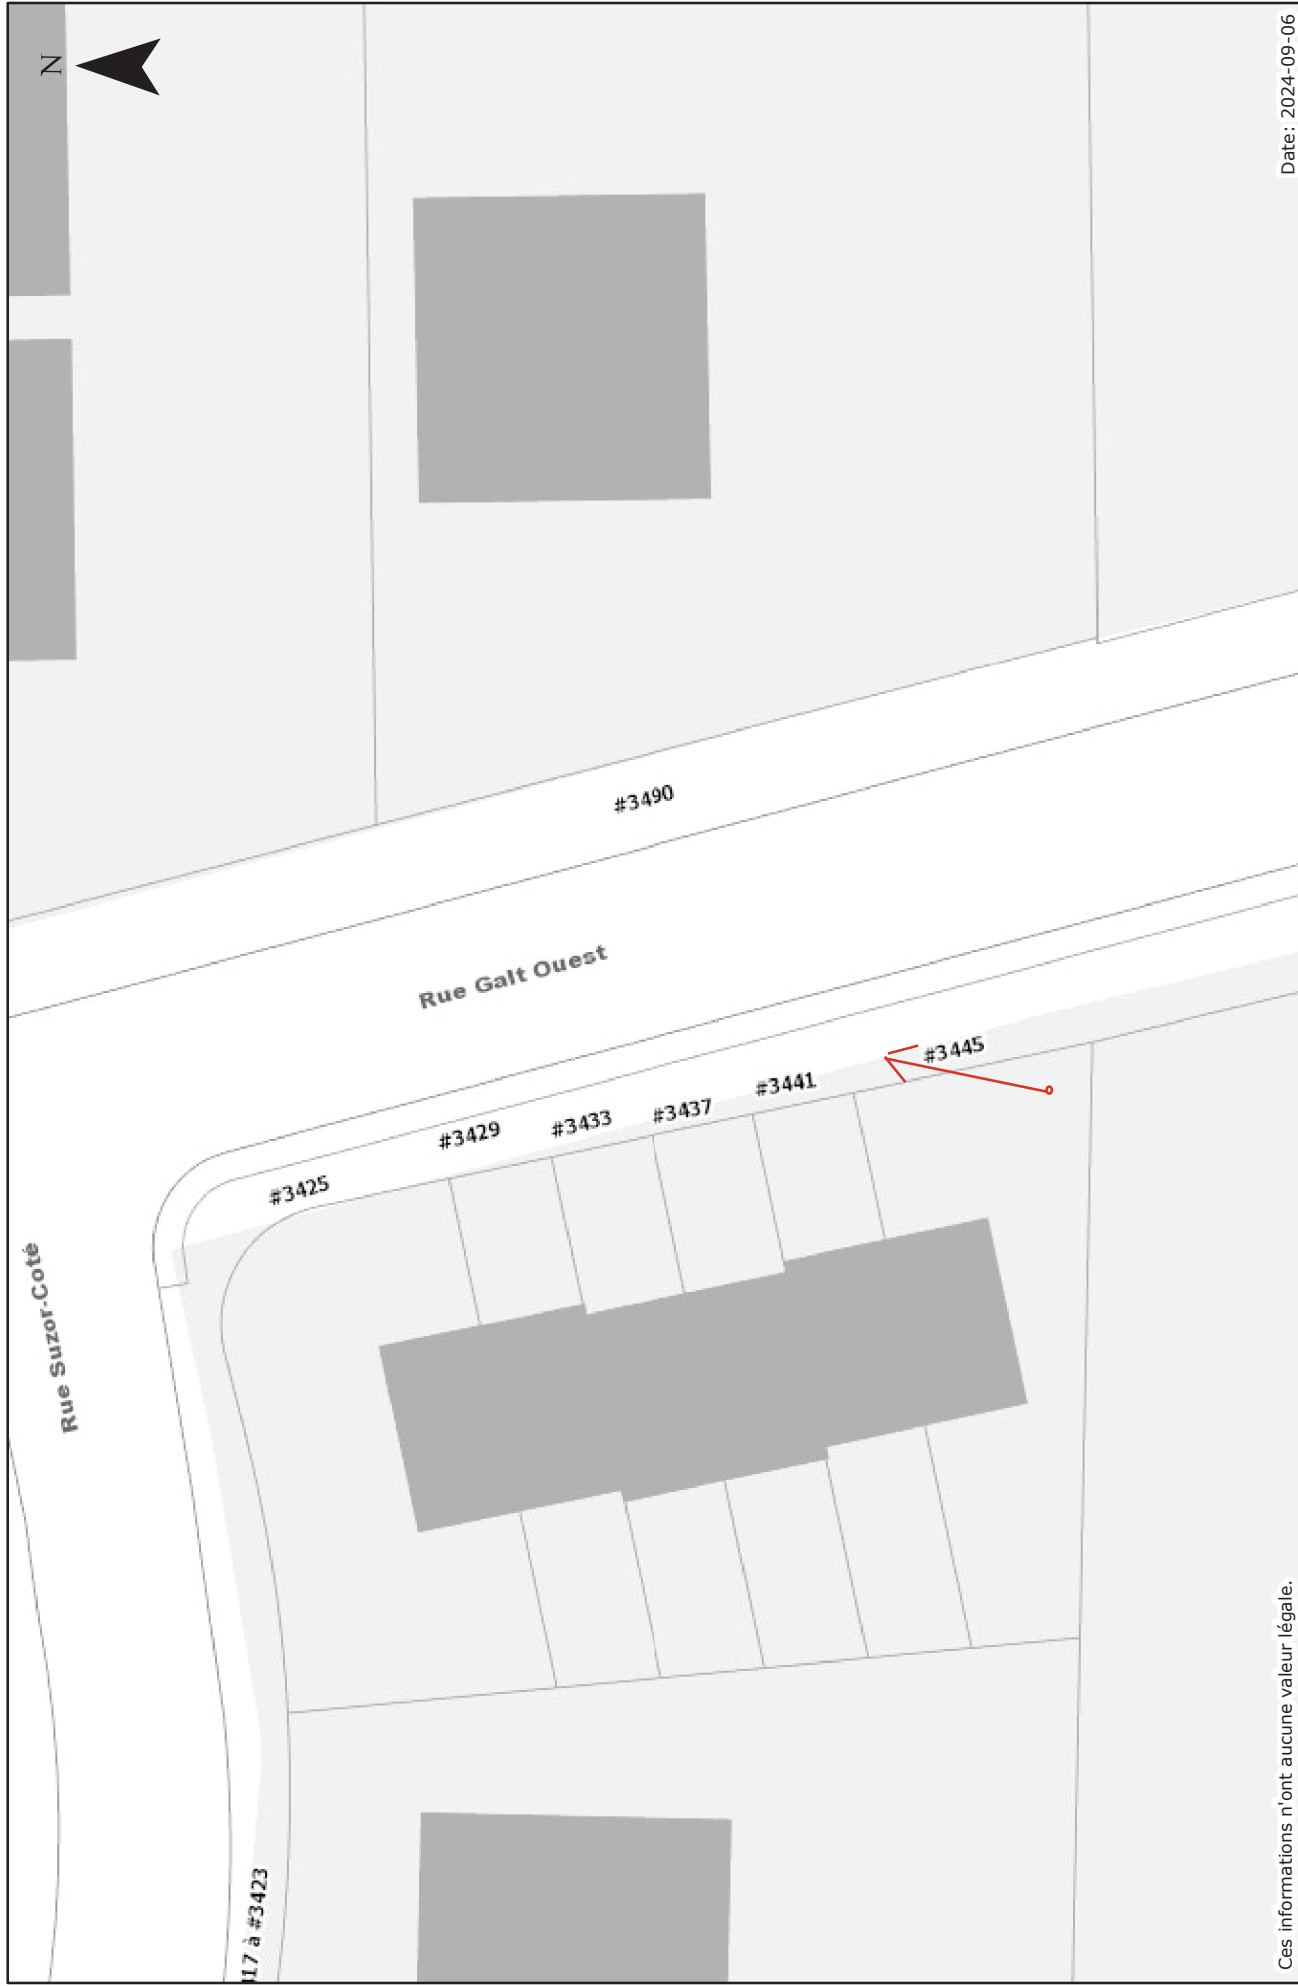 N
Date: 2024-09-06
#3490
Rue Galt Ouest
#3445
#3441
#3437
#3433
#3429
#3425
Rue Suzor-Coté
17 à #3423
Ces informations n'ont aucune valeur légale.